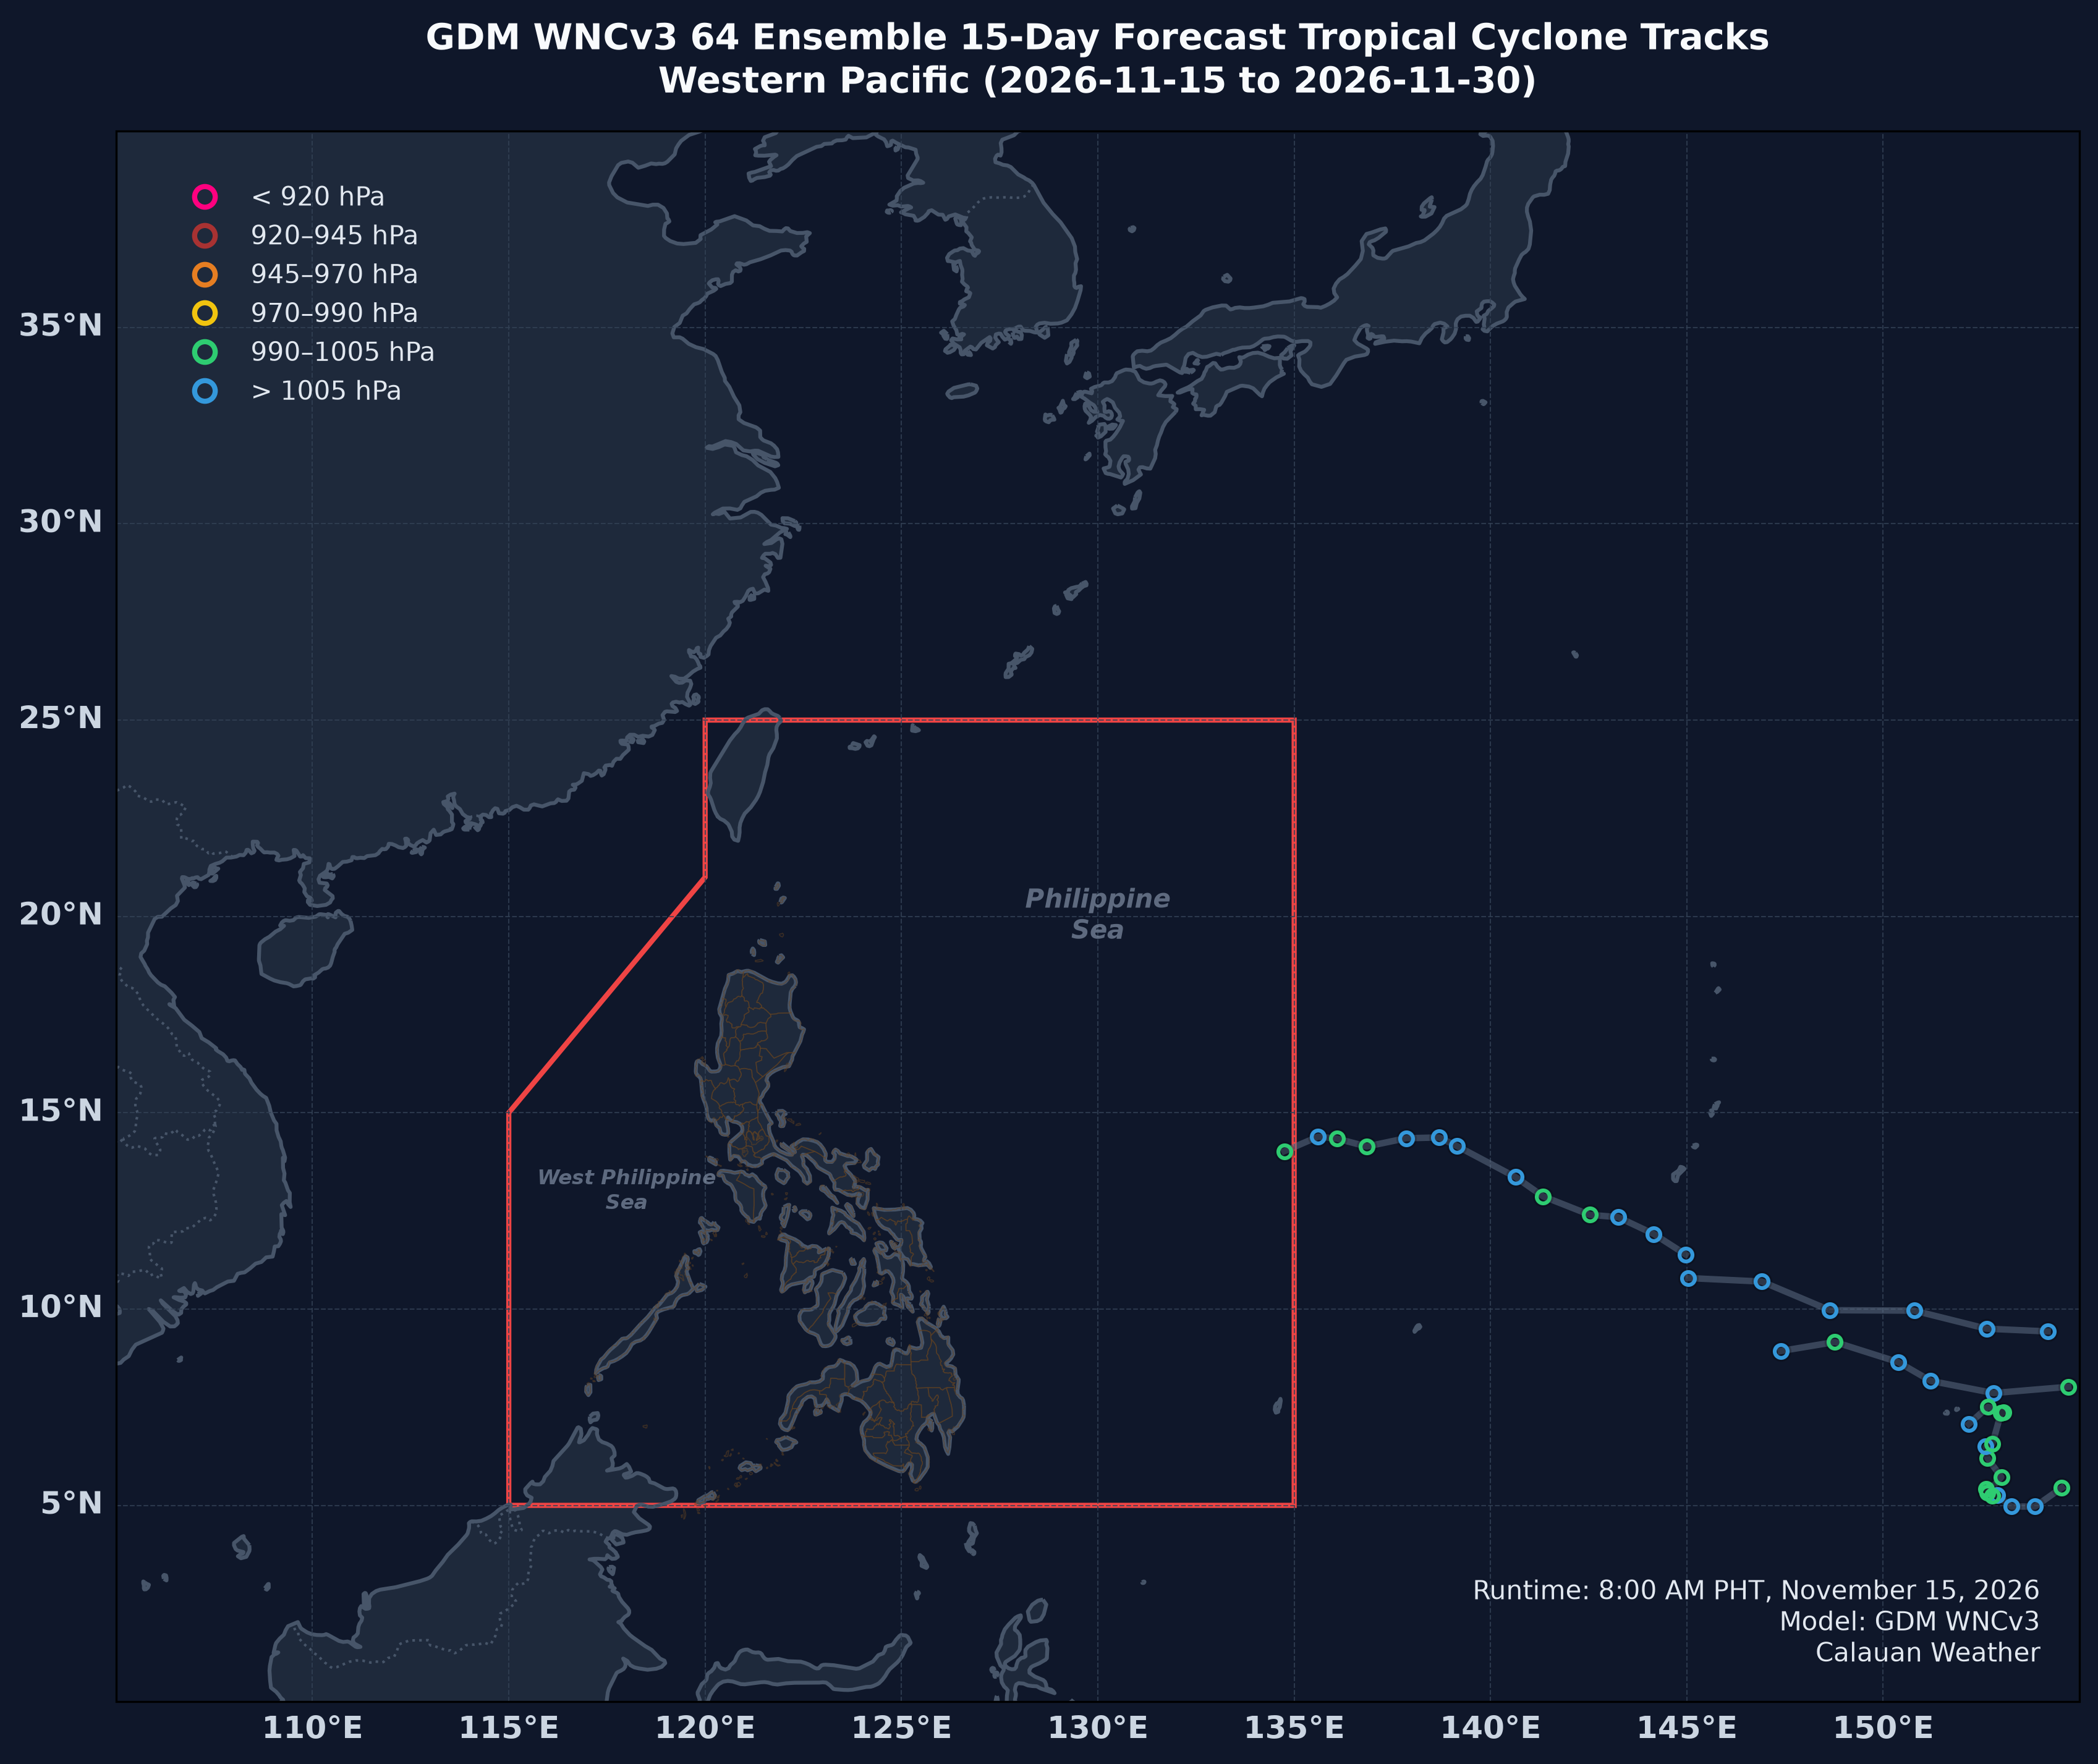 GDM WNCv3 64 Ensemble 15-Day Forecast Tropical Cyclone Tracks
Western Pacific (2026-11-15 to 2026-11-30)
< 920 hPa
920–945 hPa
945–970 hPa
970–990 hPa
990–1005 hPa
> 1005 hPa
35°N
30°N
25°N
20°N
15°N
10°N
5°N
Philippine
Sea
West Philippine
Sea
Runtime: 8:00 AM PHT, November 15, 2026
Model: GDM WNCv3
Calauan Weather
110°E
115°E
120°E
125°E
130°E
135°E
140°E
145°E
150°E